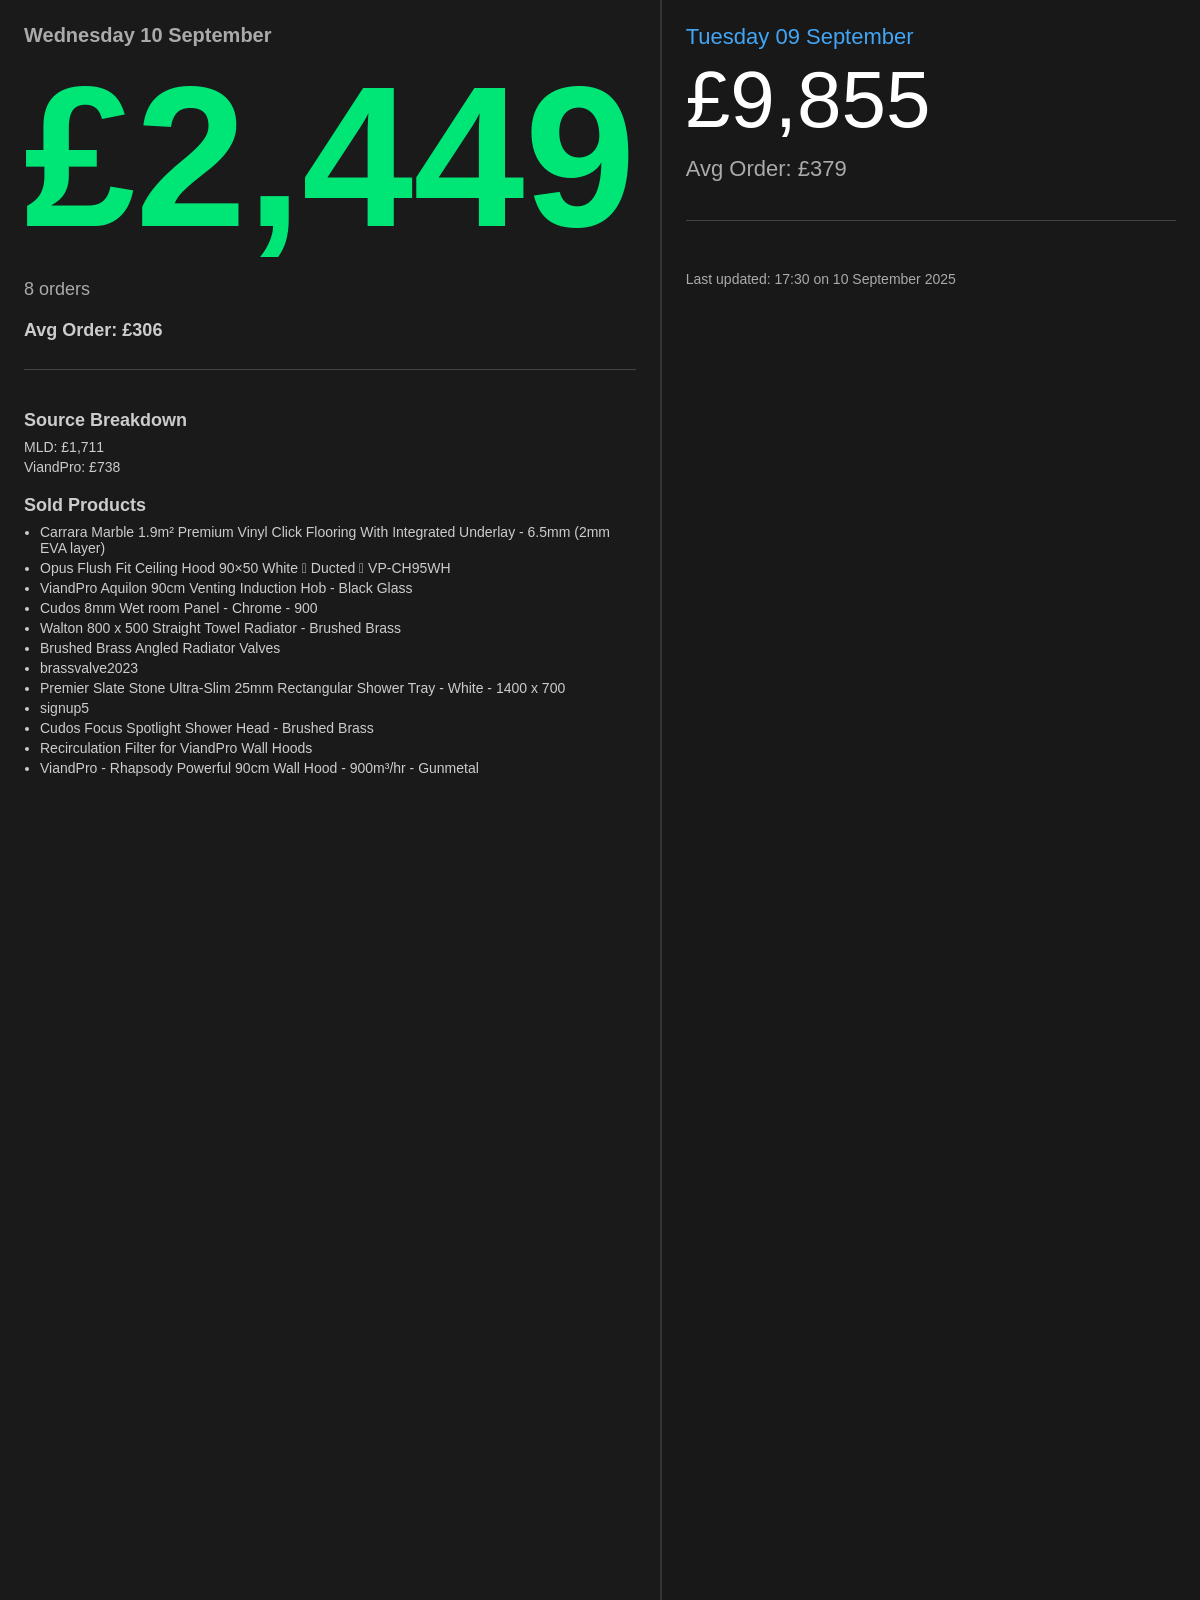 Wednesday 10 September
£2,449
8 orders
Avg Order: £306
Source Breakdown
MLD: £1,711
ViandPro: £738
Sold Products
• Carrara Marble 1.9m² Premium Vinyl Click Flooring With Integrated Underlay - 6.5mm (2mm
EVA layer)
• Opus Flush Fit Ceiling Hood 90×50 White ▯ Ducted ▯ VP-CH95WH
• ViandPro Aquilon 90cm Venting Induction Hob - Black Glass
• Cudos 8mm Wet room Panel - Chrome - 900
• Walton 800 x 500 Straight Towel Radiator - Brushed Brass
• Brushed Brass Angled Radiator Valves
• brassvalve2023
• Premier Slate Stone Ultra-Slim 25mm Rectangular Shower Tray - White - 1400 x 700
• signup5
• Cudos Focus Spotlight Shower Head - Brushed Brass
• Recirculation Filter for ViandPro Wall Hoods
• ViandPro - Rhapsody Powerful 90cm Wall Hood - 900m³/hr - Gunmetal
Tuesday 09 September
£9,855
Avg Order: £379
Last updated: 17:30 on 10 September 2025